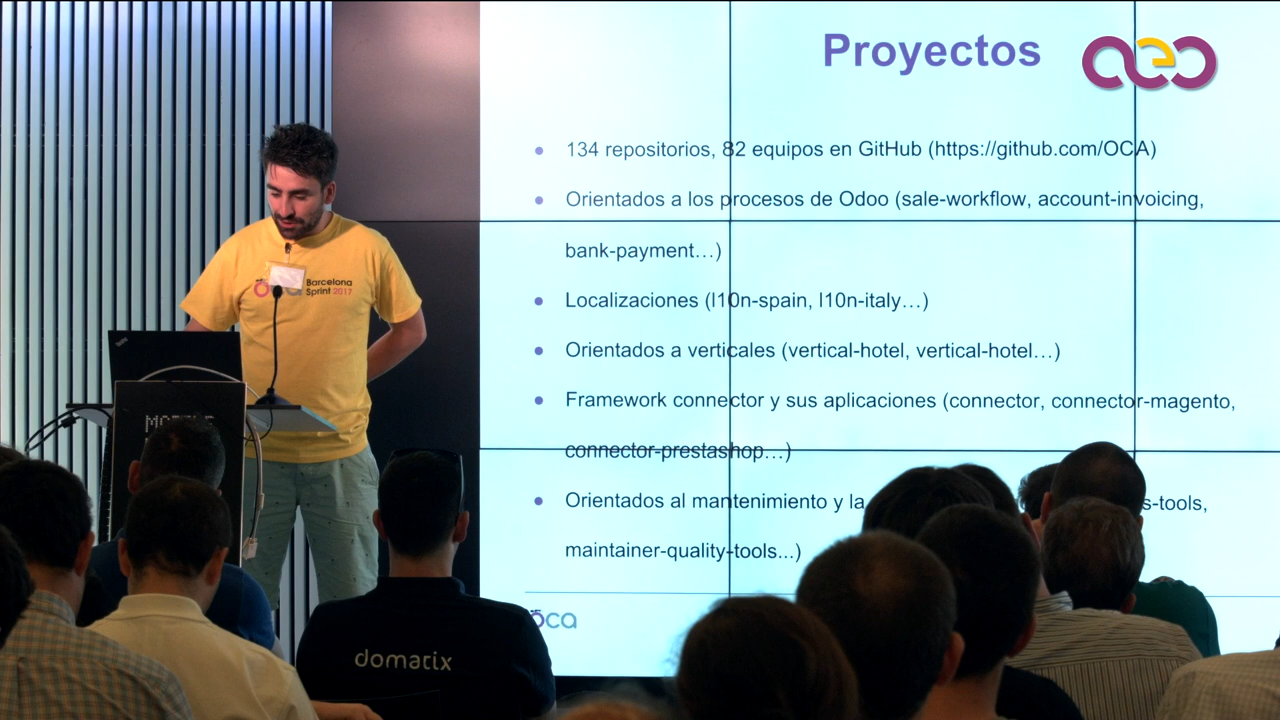 Proyectos
aeo
134 repositorios, 82 equipos en GitHub (https://github.com/OCA)
Orientados a los procesos de Odoo (sale-workflow, account-invoicing,
bank-payment…)
Localizaciones (l10n-spain, l10n-italy…)
Orientados a verticales (vertical-hotel, vertical-hotel…)
Framework connector y sus aplicaciones (connector, connector-magento,
connector-prestashop…)
Orientados al mantenimiento y la
s-tools,
maintainer-quality-tools...)
oca
Barcelona
Sprint 2017
domatix